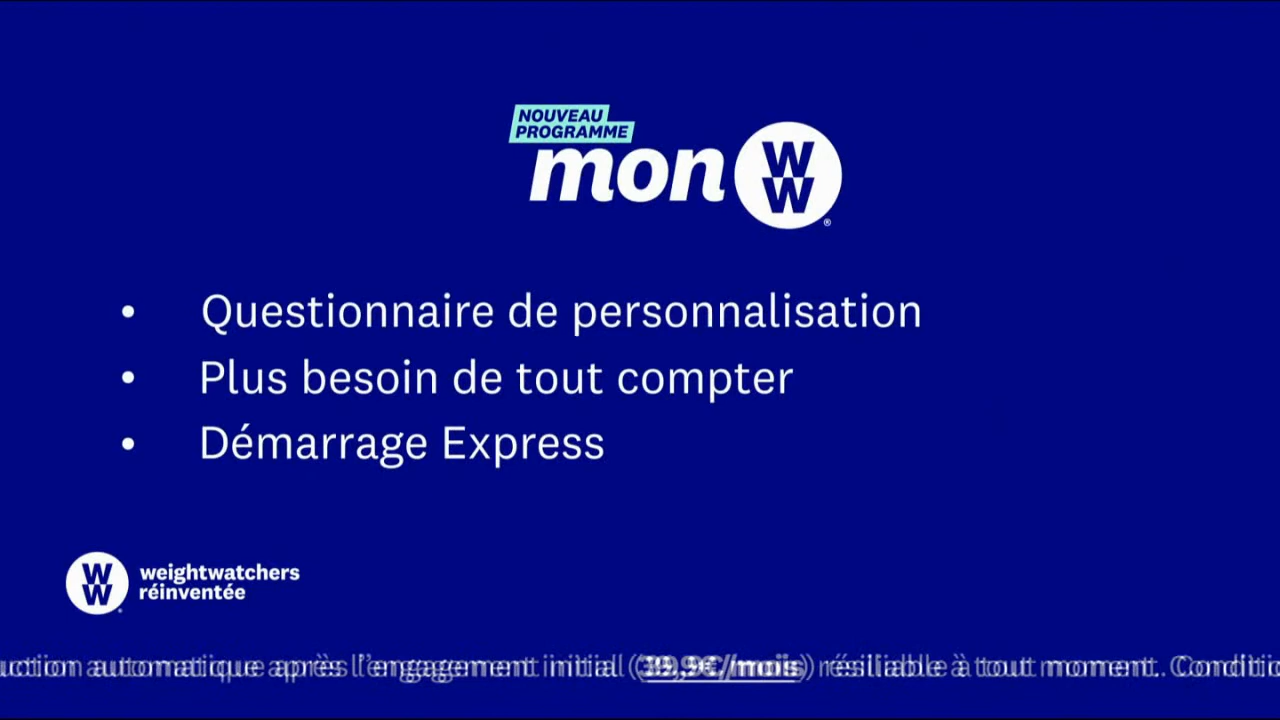 NOUVEAU
PROGRAMME
mon WW®
• Questionnaire de personnalisation
• Plus besoin de tout compter
• Démarrage Express
WW® weightwatchers
réinventée
automatique après l'engagement initial (39,9€/mois) résiliable à tout moment.